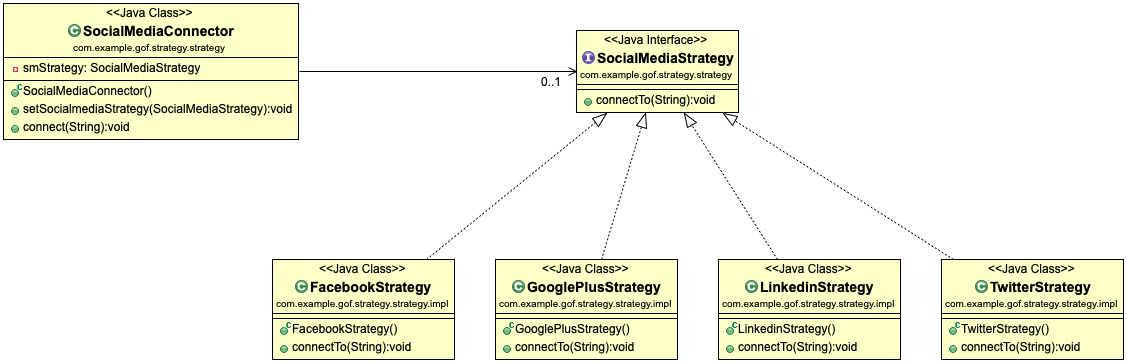 <<Java Class>>
SocialMediaConnector
com.example.gof.strategy.strategy
smStrategy: SocialMediaStrategy
SocialMediaConnector()
setSocialmediaStrategy(SocialMediaStrategy):void
connect(String):void
0..1
<<Java Interface>>
SocialMediaStrategy
com.example.gof.strategy.strategy
connectTo(String):void
<<Java Class>>
FacebookStrategy
com.example.gof.strategy.strategy.impl
FacebookStrategy()
connectTo(String):void
<<Java Class>>
GooglePlusStrategy
com.example.gof.strategy.strategy.impl
GooglePlusStrategy()
connectTo(String):void
<<Java Class>>
LinkedinStrategy
com.example.gof.strategy.strategy.impl
LinkedinStrategy()
connectTo(String):void
<<Java Class>>
TwitterStrategy
com.example.gof.strategy.strategy.impl
TwitterStrategy()
connectTo(String):void